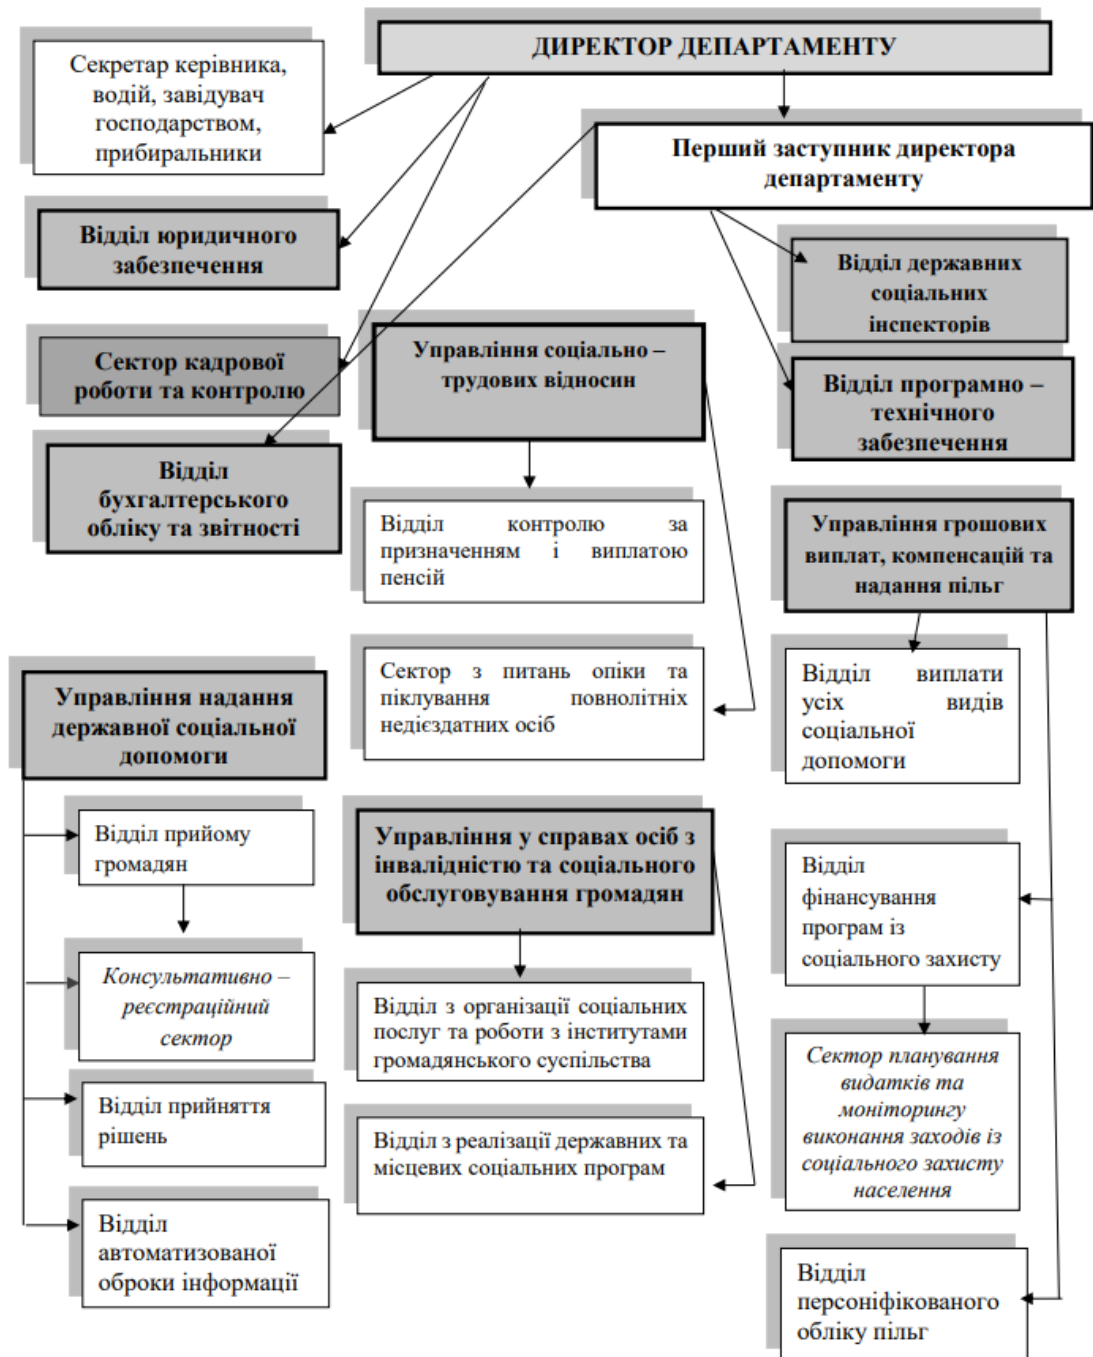 ДИРЕКТОР ДЕПАРТАМЕНТУ
Секретар керівника,
водій, завідувач
господарством,
прибиральники
Перший заступник директора
департаменту
Відділ юридичного
забезпечення
Відділ державних
соціальних
інспекторів
Сектор кадрової
роботи та контролю
Управління соціально –
трудових відносин
Відділ програмно –
технічного
забезпечення
Відділ
бухгалтерського
обліку та звітності
Відділ контролю за
призначенням і виплатою
пенсій
Управління грошових
виплат, компенсацій та
надання пільг
Сектор з питань опіки та
піклування повнолітніх
недієздатних осіб
Відділ виплати
усіх видів
соціальної
допомоги
Управління надання
державної соціальної
допомоги
Відділ прийому
громадян
Консультативно –
реєстраційний
сектор
Відділ прийняття
рішень
Відділ
автоматизованої
оброки інформації
Управління у справах осіб з
інвалідністю та соціального
обслуговування громадян
Відділ з організації соціальних
послуг та роботи з інститутами
громадянського суспільства
Відділ з реалізації державних та
місцевих соціальних програм
Відділ
фінансування
програм із
соціального захисту
Сектор планування
видатків та
моніторингу
виконання заходів із
соціального захисту
населення
Відділ
персоніфікованого
обліку пільг